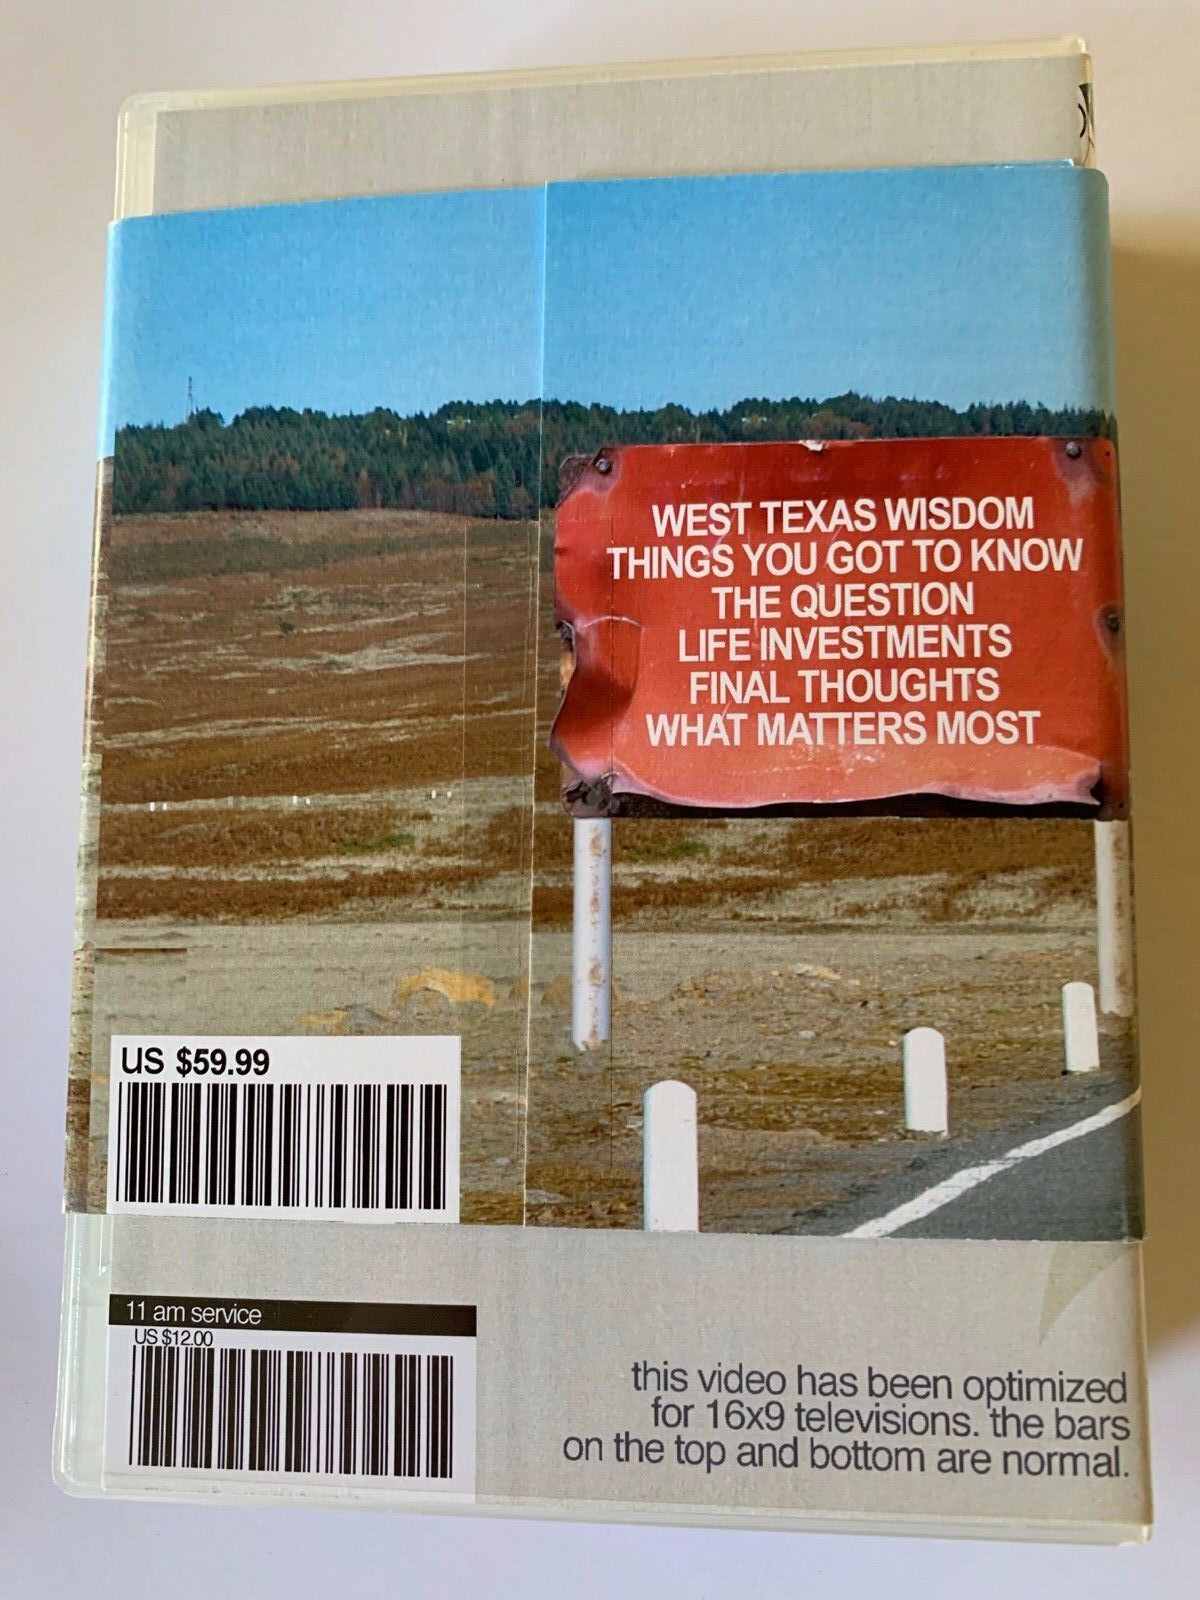 WEST TEXAS WISDOM
THINGS YOU GOT TO KNOW
THE QUESTION
LIFE INVESTMENTS
FINAL THOUGHTS
WHAT MATTERS MOST
US $59.99
11 am service
US $12.00
this video has been optimized
for 16x9 televisions. the bars
on the top and bottom are normal.